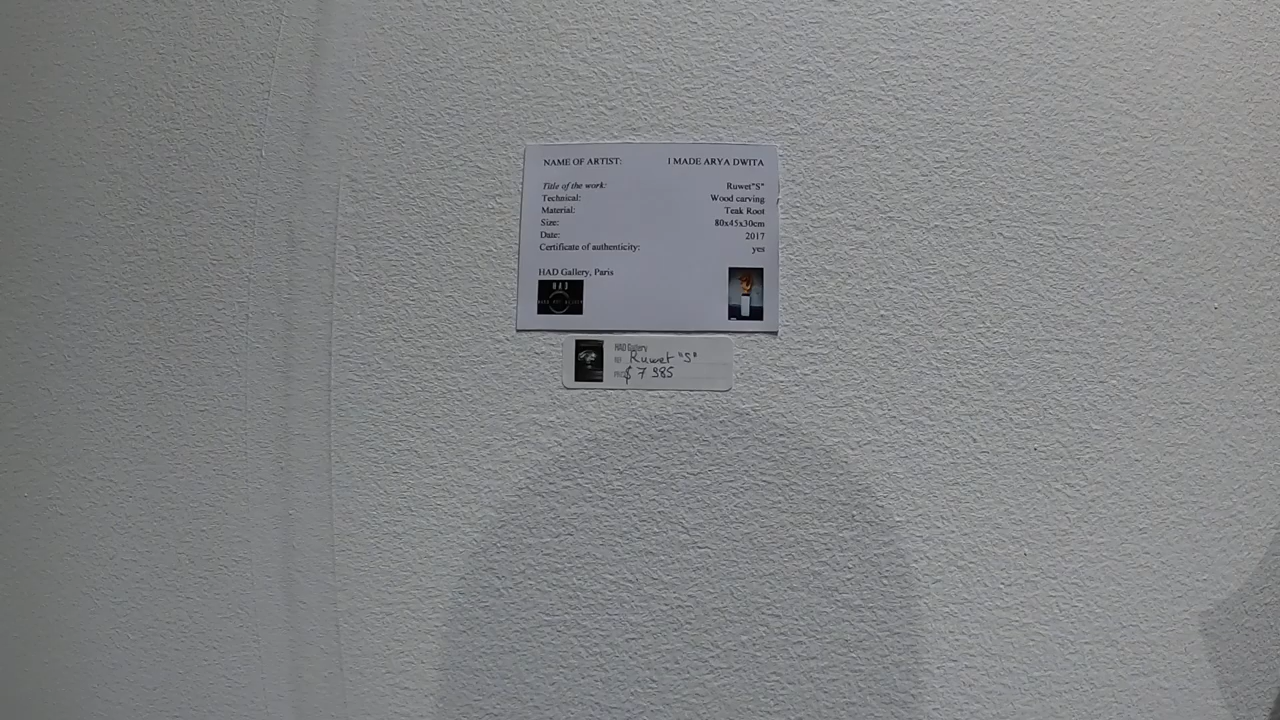 NAME OF ARTIST: I MADE ARYA DWITA
Title of the work: Ruwet"S"
Technical: Wood carving
Material: Teak Root
Size: 80x45x30cm
Date: 2017
Certificate of authenticity: yes
HAD Gallery, Paris
HAD
HAD Gallery
Ruwet "S"
$ 7 985